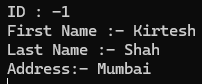 ID : -1
First Name :- Kirtesh
Last Name :- Shah
Address:- Mumbai